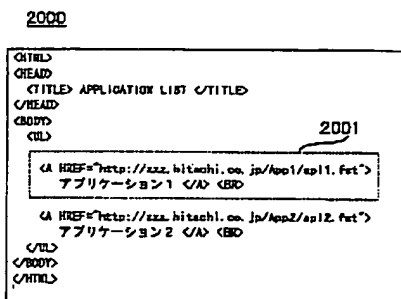 2000
<HTML>
<HEAD>
<TITLE> APPLICATION LIST </TITLE>
</HEAD>
<BODY>
<UL>
2001
<A HREF="http://zzz.hitachi.co.jp/App1/apl1.fwt">
アプリケーション1 </A> <BR>
<A HREF="http://zzz.hitachi.co.jp/App2/apl2.fwt">
アプリケーション2 </A> <BR>
</UL>
</BODY>
</HTML>